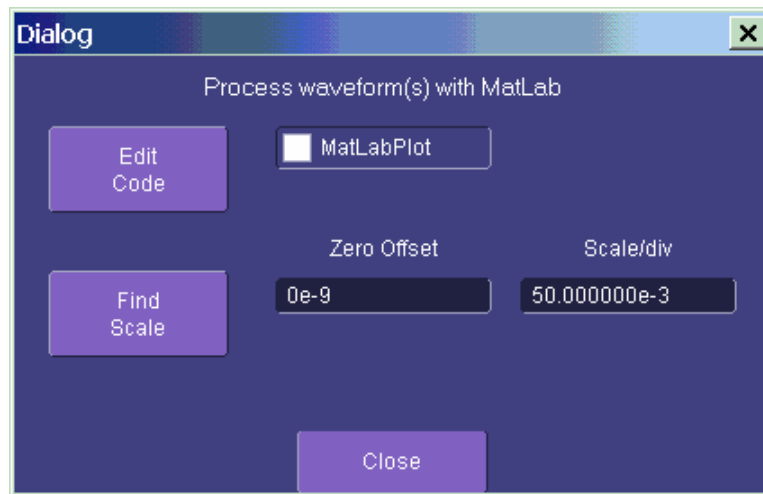 Dialog
Process waveform(s) with MatLab
Edit
Code
MatLabPlot
Zero Offset
Scale/div
Find
Scale
0e-9
50.000000e-3
Close